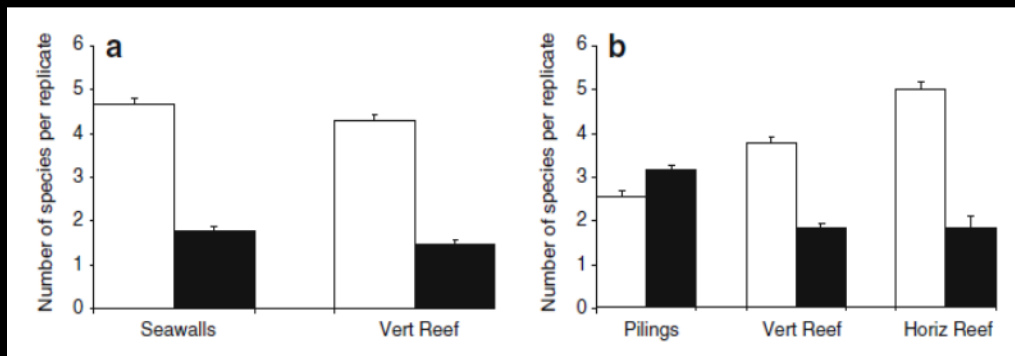 a
Number of species per replicate
6
5
4
3
2
1
0
Seawalls Vert Reef
b
Number of species per replicate
6
5
4
3
2
1
0
Pilings Vert Reef Horiz Reef